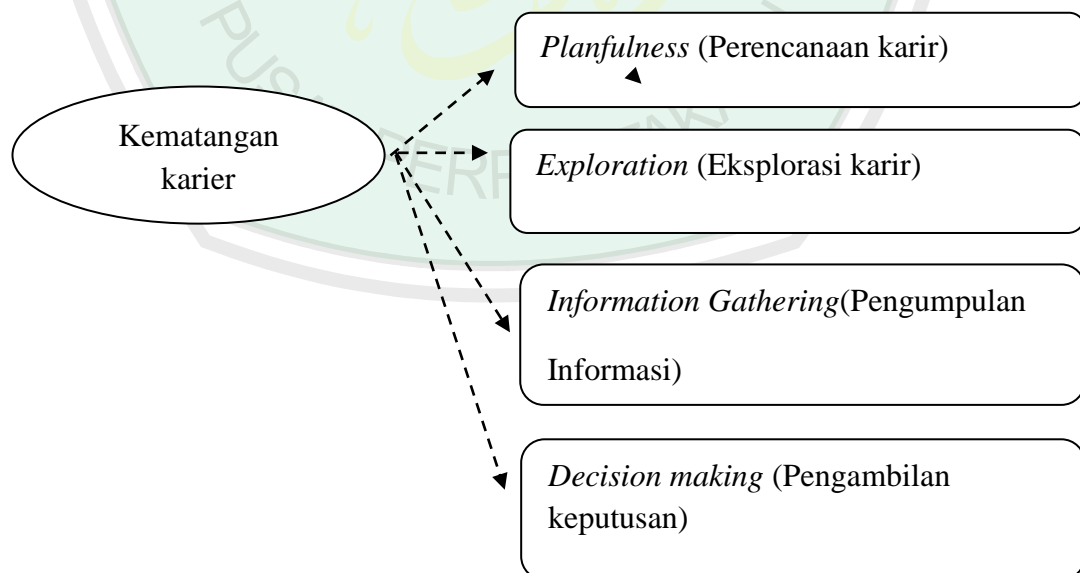 Planfulness (Perencanaan karir)
Kematangan
karier
Exploration (Eksplorasi karir)
Information Gathering(Pengumpulan
Informasi)
Decision making (Pengambilan
keputusan)